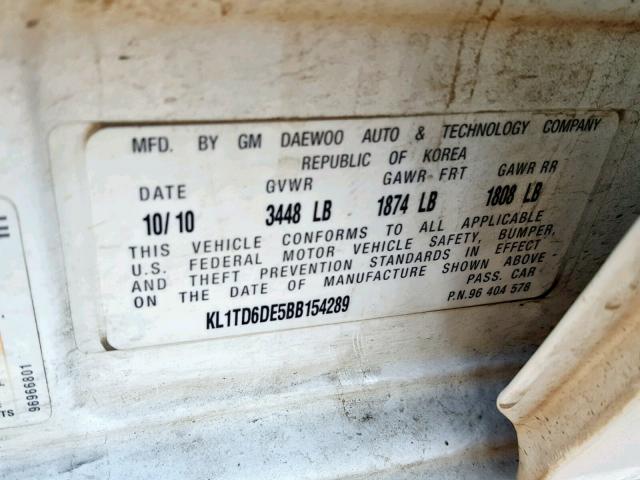 MFD. BY GM DAEWOO AUTO & TECHNOLOGY COMPANY
REPUBLIC OF KOREA
DATE GVWR GAWR FRT GAWR RR
10/10 3448 LB 1874 LB 1808 LB
THIS VEHICLE CONFORMS TO ALL APPLICABLE
U.S. FEDERAL MOTOR VEHICLE SAFETY, BUMPER,
AND THEFT PREVENTION STANDARDS IN EFFECT
ON THE DATE OF MANUFACTURE SHOWN ABOVE
PASS. CAR
KL1TD6DE5BB154289 P.N.96 404 578
96966801